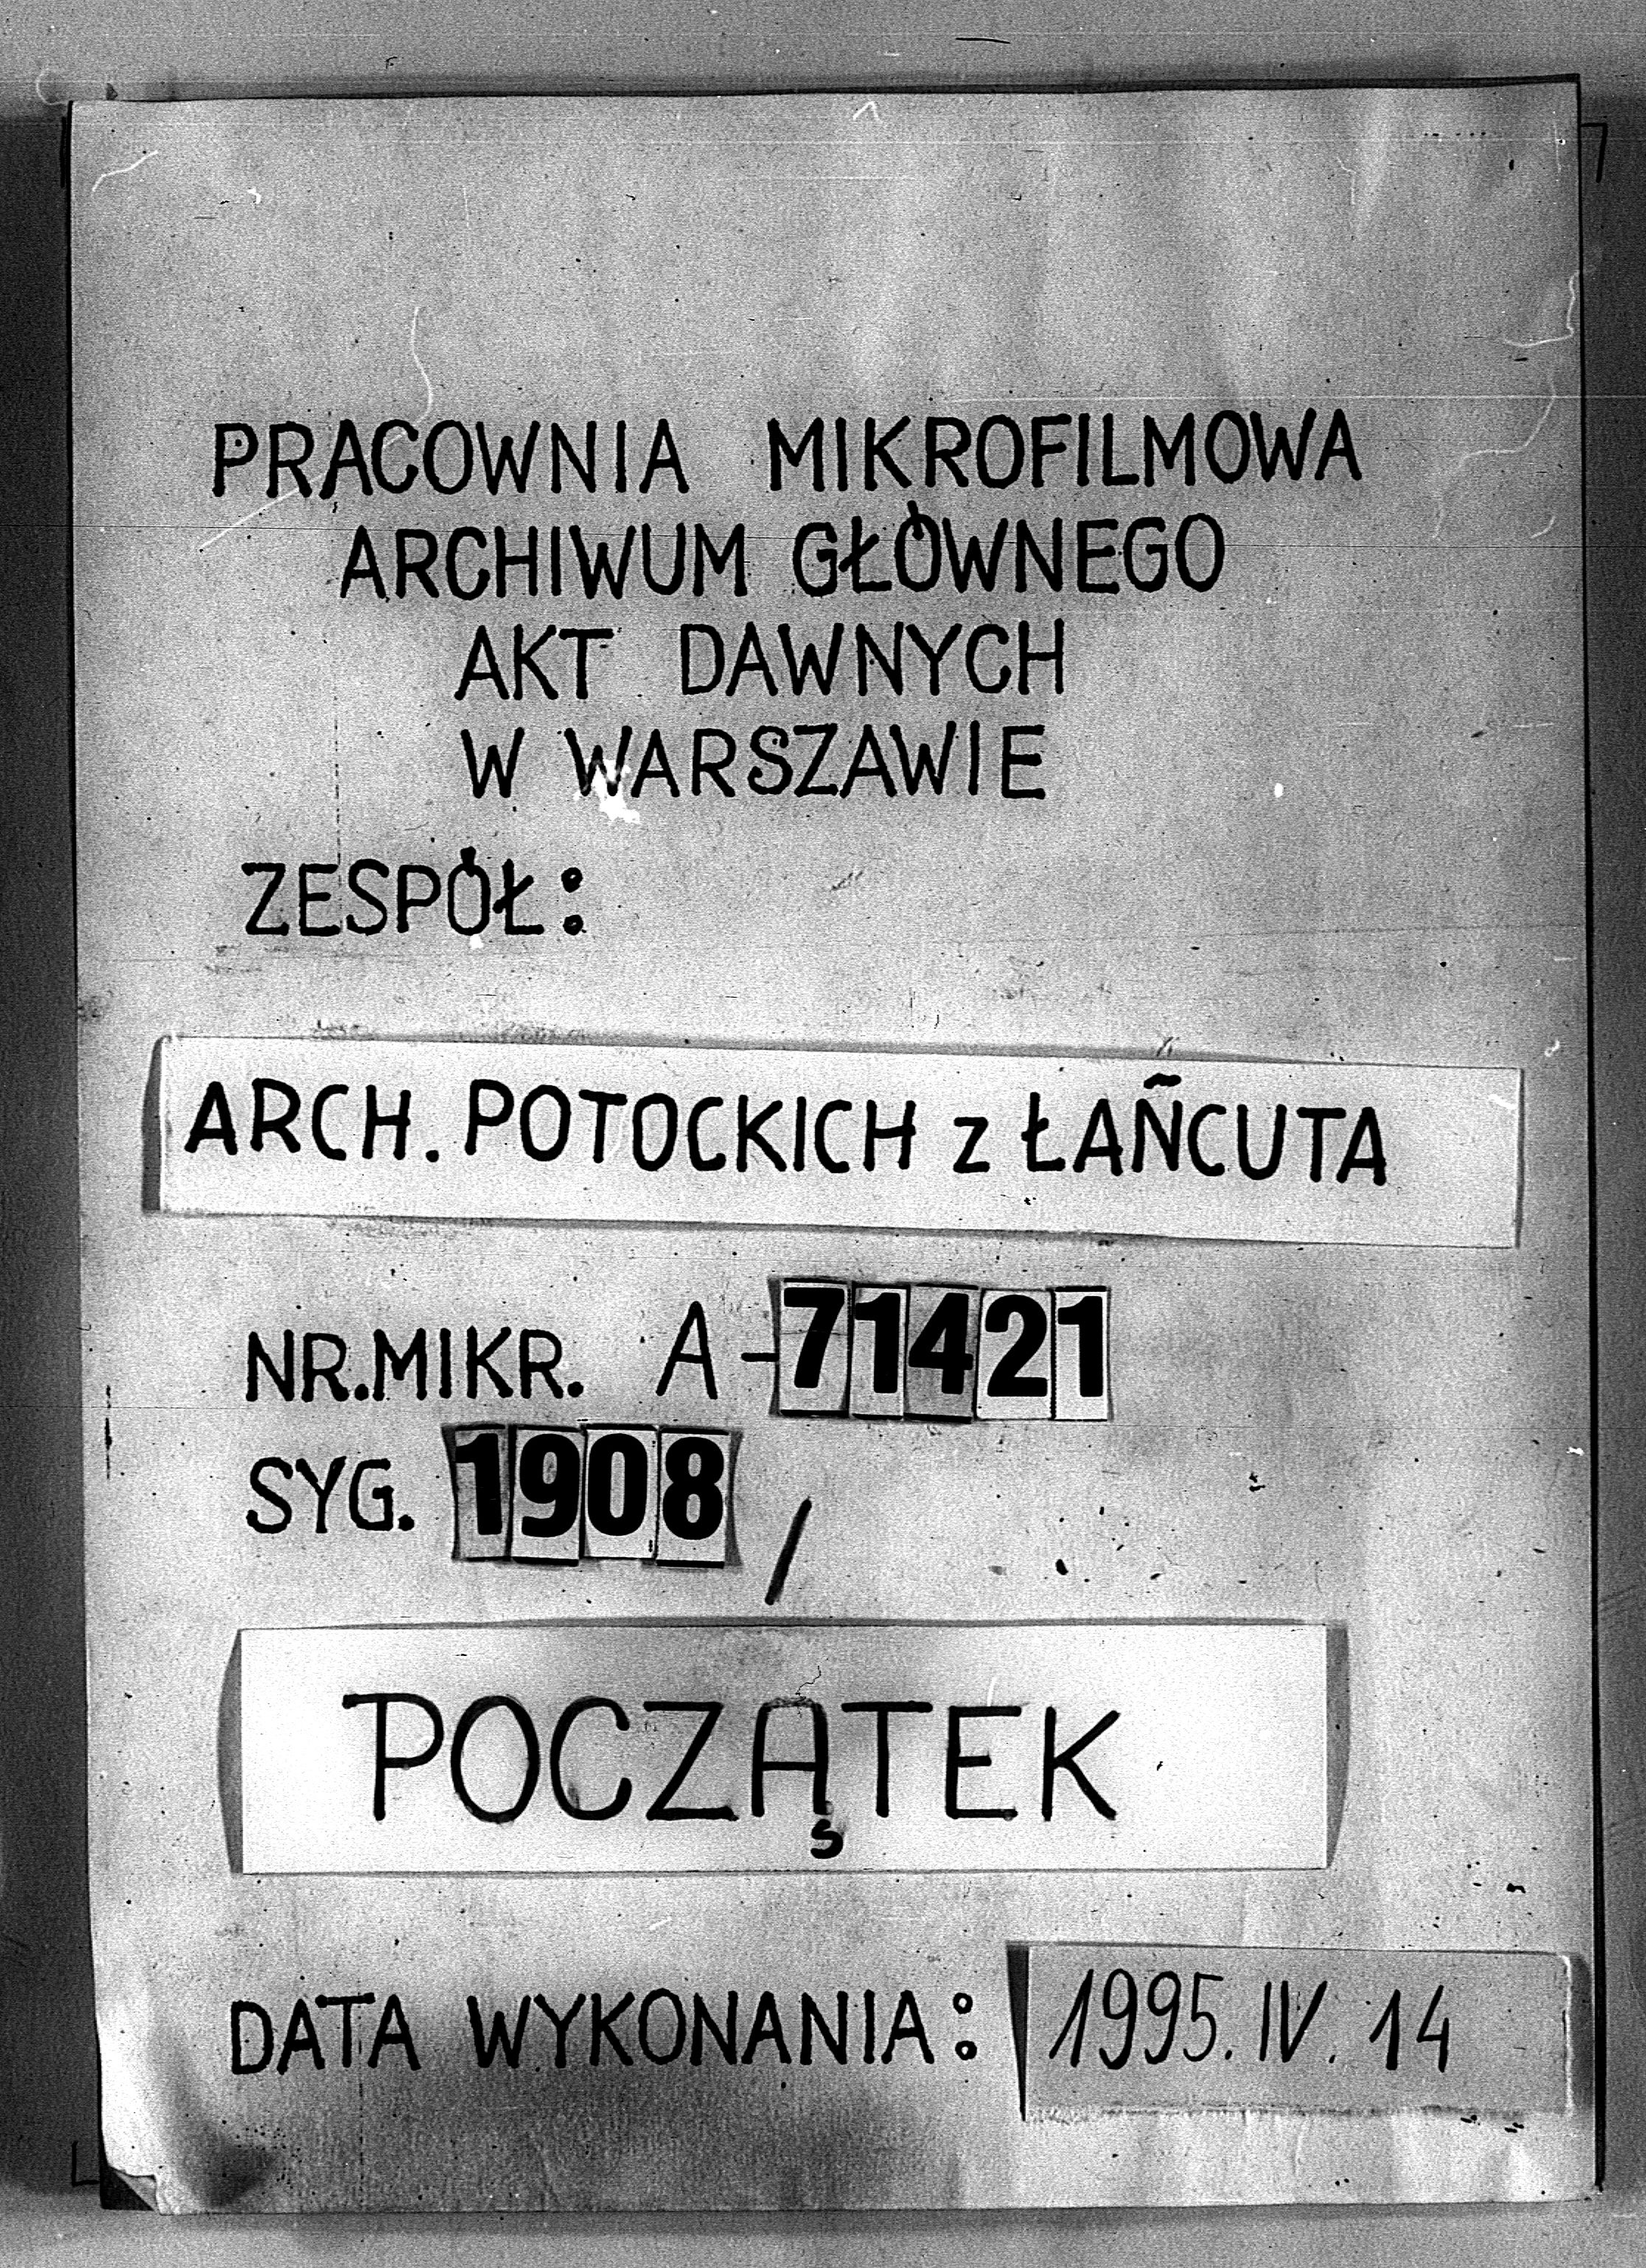 PRACOWNIA MIKROFILMOWA
ARCHIWUM GŁÓWNEGO
AKT DAWNYCH
W WARSZAWIE
ZESPÓŁ:
ARCH. POTOCKICH z ŁAŃCUTA
NR.MIKR. A-71421
SYG. 1908/
POCZĄTEK
DATA WYKONANIA: 1995.IV.14